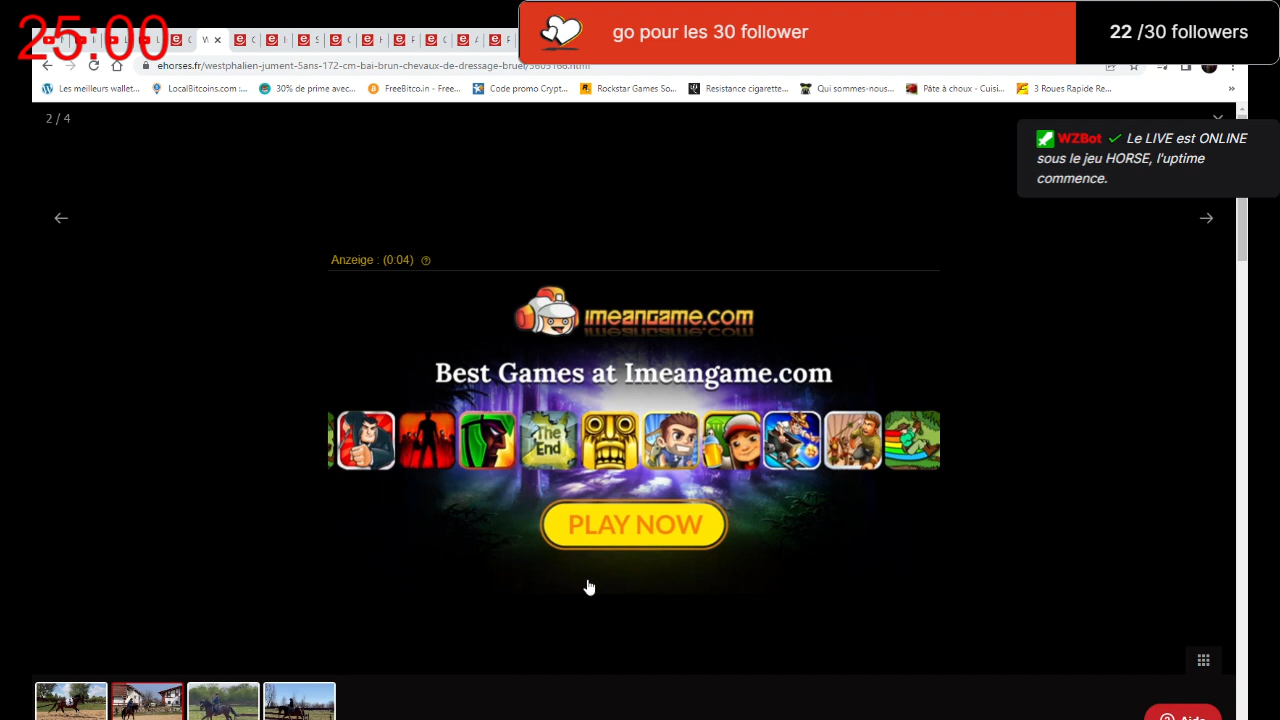 25:00
go pour les 30 follower
22 /30 followers
ehorses.fr/westphalien-jument-5ans-172-cm-bai-brun-chevaux-de-dressage-bruel/3605166.html
Les meilleurs wallet...
LocalBitcoins.com :...
30% de prime avec...
FreeBitco.in - Free...
Code promo Crypt...
Rockstar Games So...
Resistance cigarette...
Qui sommes-nous...
Pâte à choux - Cuisi...
3 Roues Rapide Re...
»
2 / 4
WZBot ✓ Le LIVE est ONLINE
sous le jeu HORSE, l'uptime
commence.
Anzeige : (0:04)
imeangame.com
Best Games at Imeangame.com
The
End
PLAY NOW
Aide